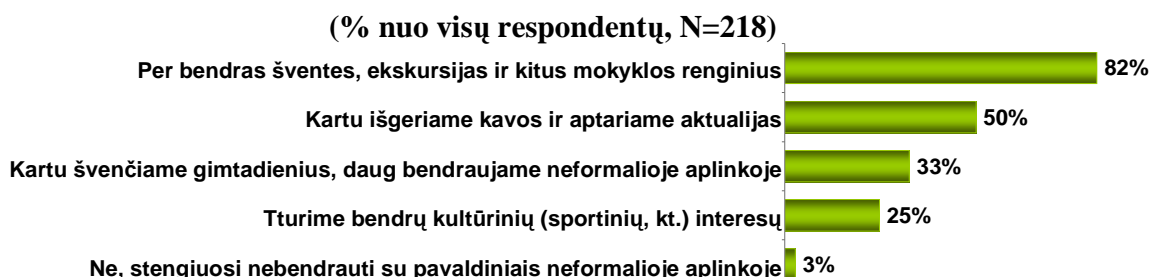 (% nuo visų respondentų, N=218)
Per bendras šventes, ekskursijas ir kitus mokyklos renginius 82%
Kartu išgeriame kavos ir aptariame aktualijas 50%
Kartu švenčiame gimtadienius, daug bendraujame neformalioje aplinkoje 33%
Tturime bendrų kultūrinių (sportinių, kt.) interesų 25%
Ne, stengiuosi nebendrauti su pavaldiniais neformalioje aplinkoje 3%